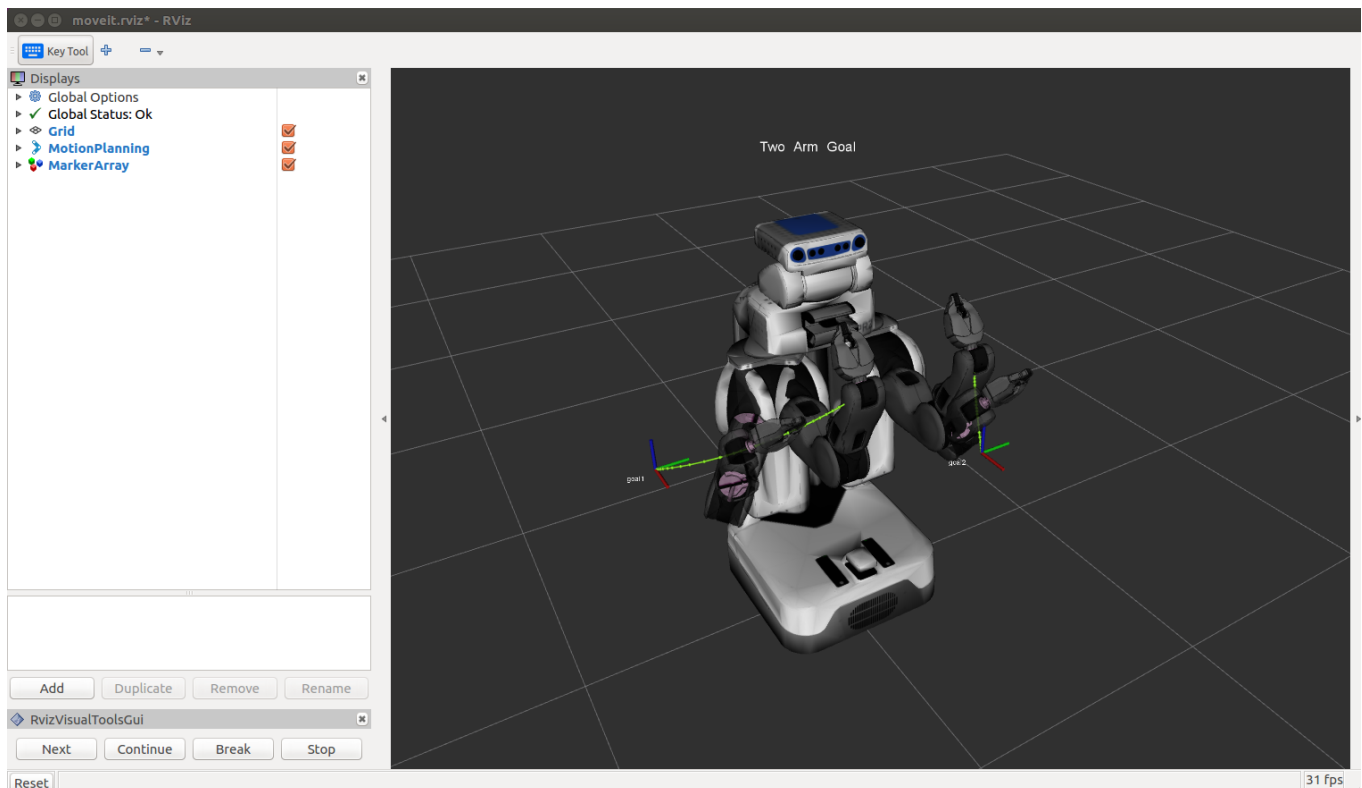 moveit.rviz* - RViz
Key Tool
Displays
Global Options
Global Status: Ok
Grid
MotionPlanning
MarkerArray
Two Arm Goal
goal1
goal2
Add Duplicate Remove Rename
RvizVisualToolsGui
Next Continue Break Stop
Reset
31 fps